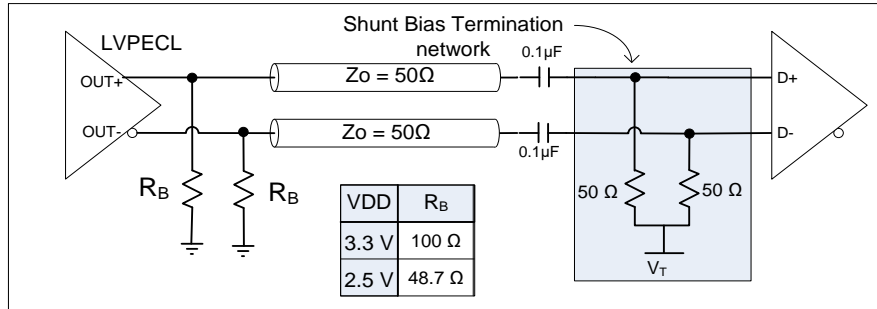 Shunt Bias Termination
network
LVPECL
0.1µF
OUT+
Zo = 50Ω
D+
OUT-
Zo = 50Ω
D-
0.1µF
RB
RB
50 Ω
50 Ω
VDD
RB
3.3 V
100 Ω
2.5 V
48.7 Ω
VT